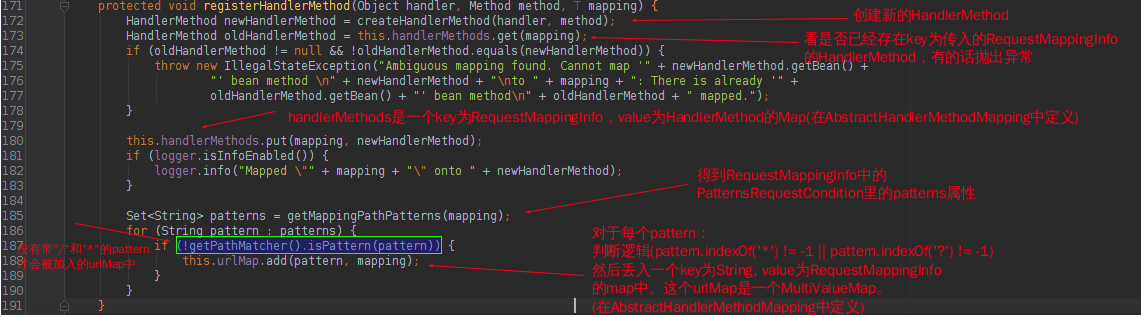 171 protected void registerHandlerMethod(Object handler, Method method, T mapping) {
172 HandlerMethod newHandlerMethod = createHandlerMethod(handler, method);
创建新的HandlerMethod
173 HandlerMethod oldHandlerMethod = this.handlerMethods.get(mapping);
看是否已经存在key为传入的RequestMappingInfo
的HandlerMethod，有的话抛出异常
174 if (oldHandlerMethod != null && !oldHandlerMethod.equals(newHandlerMethod)) {
175 throw new IllegalStateException("Ambiguous mapping found. Cannot map '" + newHandlerMethod.getBean() +
176 "' bean method \n" + newHandlerMethod + "\nto " + mapping + ": There is already '" +
177 oldHandlerMethod.getBean() + "' bean method\n" + oldHandlerMethod + " mapped.");
178 }
179
handlerMethods是一个key为RequestMappingInfo，value为HandlerMethod的Map(在AbstractHandlerMethodMapping中定义)
180 this.handlerMethods.put(mapping, newHandlerMethod);
181 if (logger.isInfoEnabled()) {
182 logger.info("Mapped \"" + mapping + "\" onto " + newHandlerMethod);
183 }
184
得到RequestMappingInfo中的
PatternsRequestCondition里的patterns属性
185 Set<String> patterns = getMappingPathPatterns(mapping);
186 for (String pattern : patterns) {
187 if (!getPathMatcher().isPattern(pattern)) {
188 this.urlMap.add(pattern, mapping);
189 }
190 }
191 }
有带"/"和"*"的pattern
会被加入的urlMap中
对于每个pattern：
判断逻辑(pattem.indexOf('*') != -1 || pattem.indexOf('?') != -1)
然后丢入一个key为String, value为RequestMappingInfo
的map中。这个urlMap是一个MultiValueMap。
(在AbstractHandlerMethodMapping中定义)